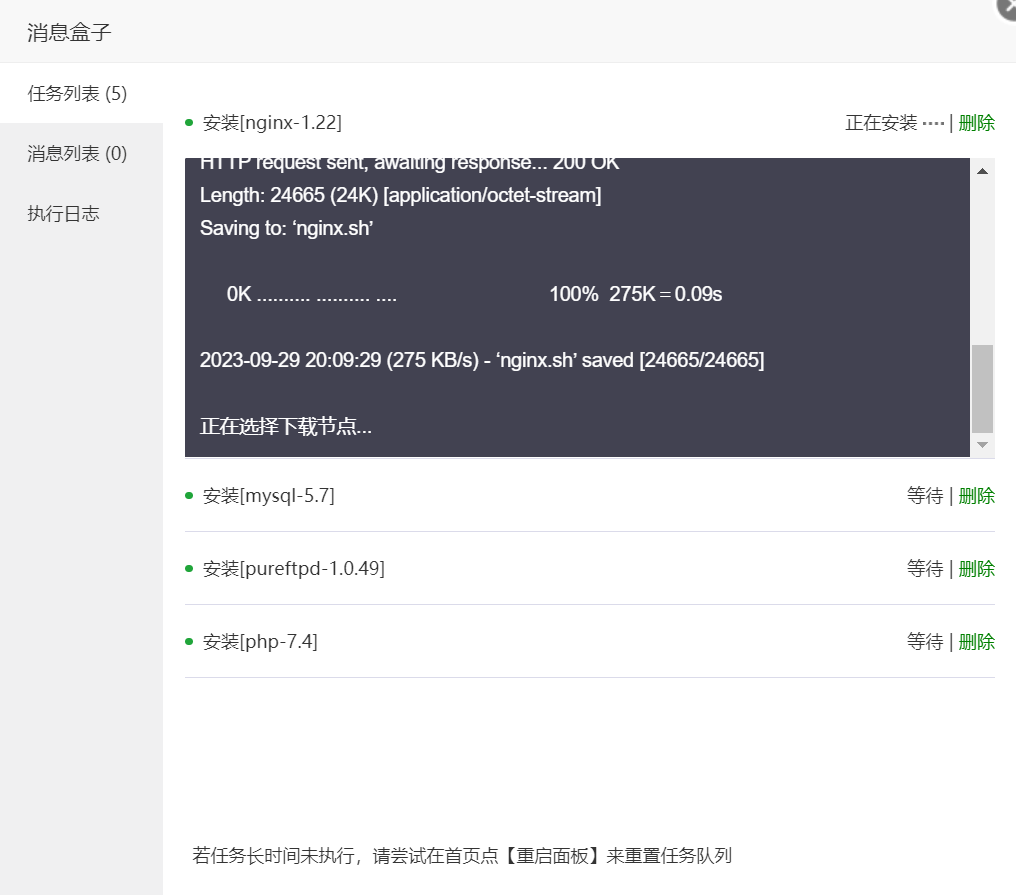 消息盒子
任务列表 (5)
消息列表 (0)
执行日志
安装[nginx-1.22] 正在安装 ···· | 删除
HTTP request sent, awaiting response... 200 OK
Length: 24665 (24K) [application/octet-stream]
Saving to: ‘nginx.sh’
0K .......... .......... .... 100% 275K=0.09s
2023-09-29 20:09:29 (275 KB/s) - ‘nginx.sh’ saved [24665/24665]
正在选择下载节点...
安装[mysql-5.7] 等待 | 删除
安装[pureftpd-1.0.49] 等待 | 删除
安装[php-7.4] 等待 | 删除
若任务长时间未执行，请尝试在首页点【重启面板】来重置任务队列